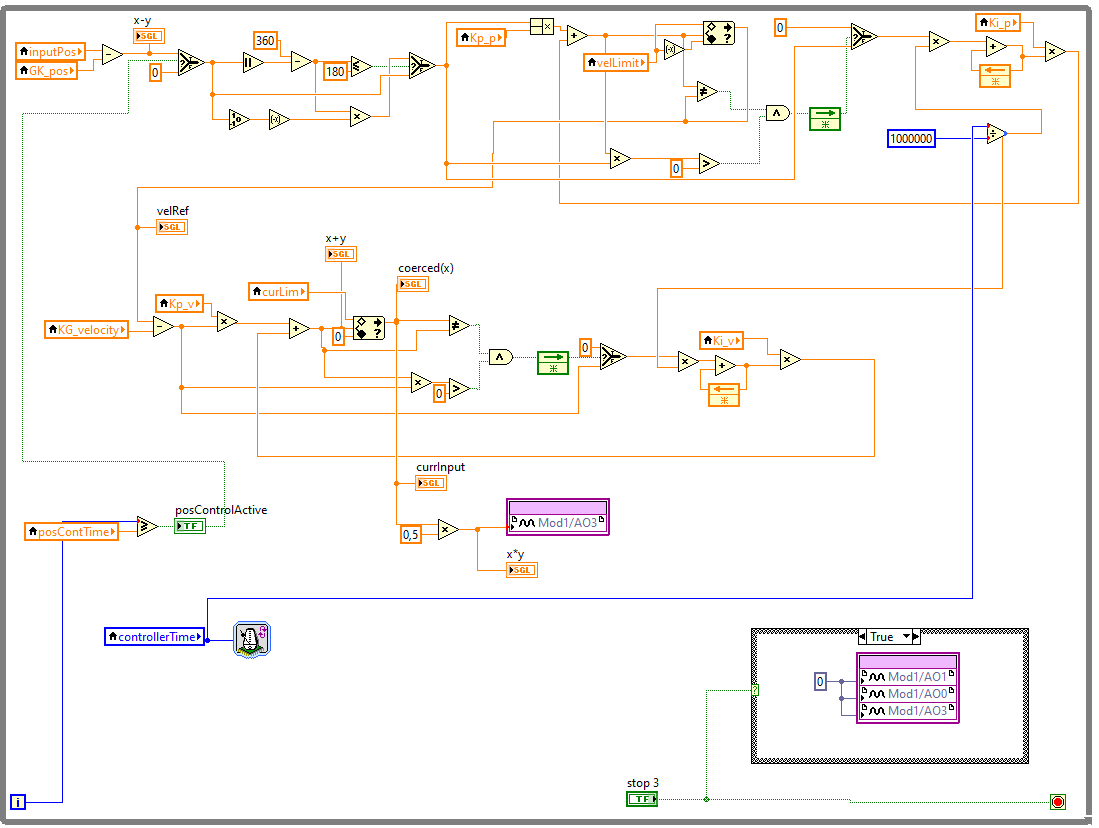 x-y
SGL
inputPos
GK_pos
0
360
180
Kp_p
velLimit
0
0
Ki_p
1000000
velRef
SGL
x+y
SGL
coerced(x)
SGL
Kp_v
curLim
KG_velocity
0
0
0
Ki_v
currInput
SGL
posControlActive
TF
posContTime
0,5
Mod1/AO3
x*y
SGL
controllerTime
True
0
Mod1/AO1
Mod1/AO0
Mod1/AO3
stop 3
TF
i